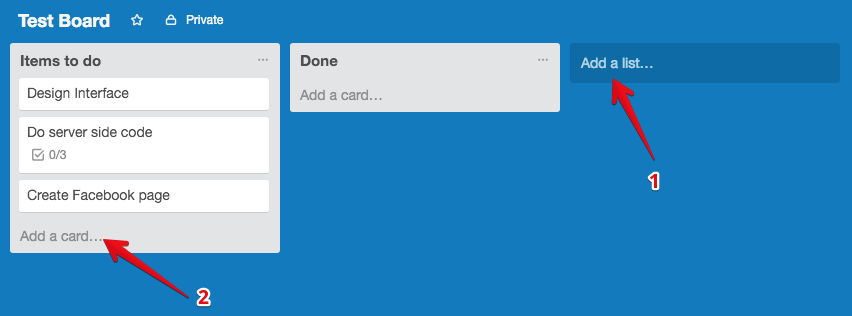 Test Board Private
Items to do ...
Design Interface
Do server side code
0/3
Create Facebook page
Add a card…
Done ...
Add a card…
Add a list…
1
2